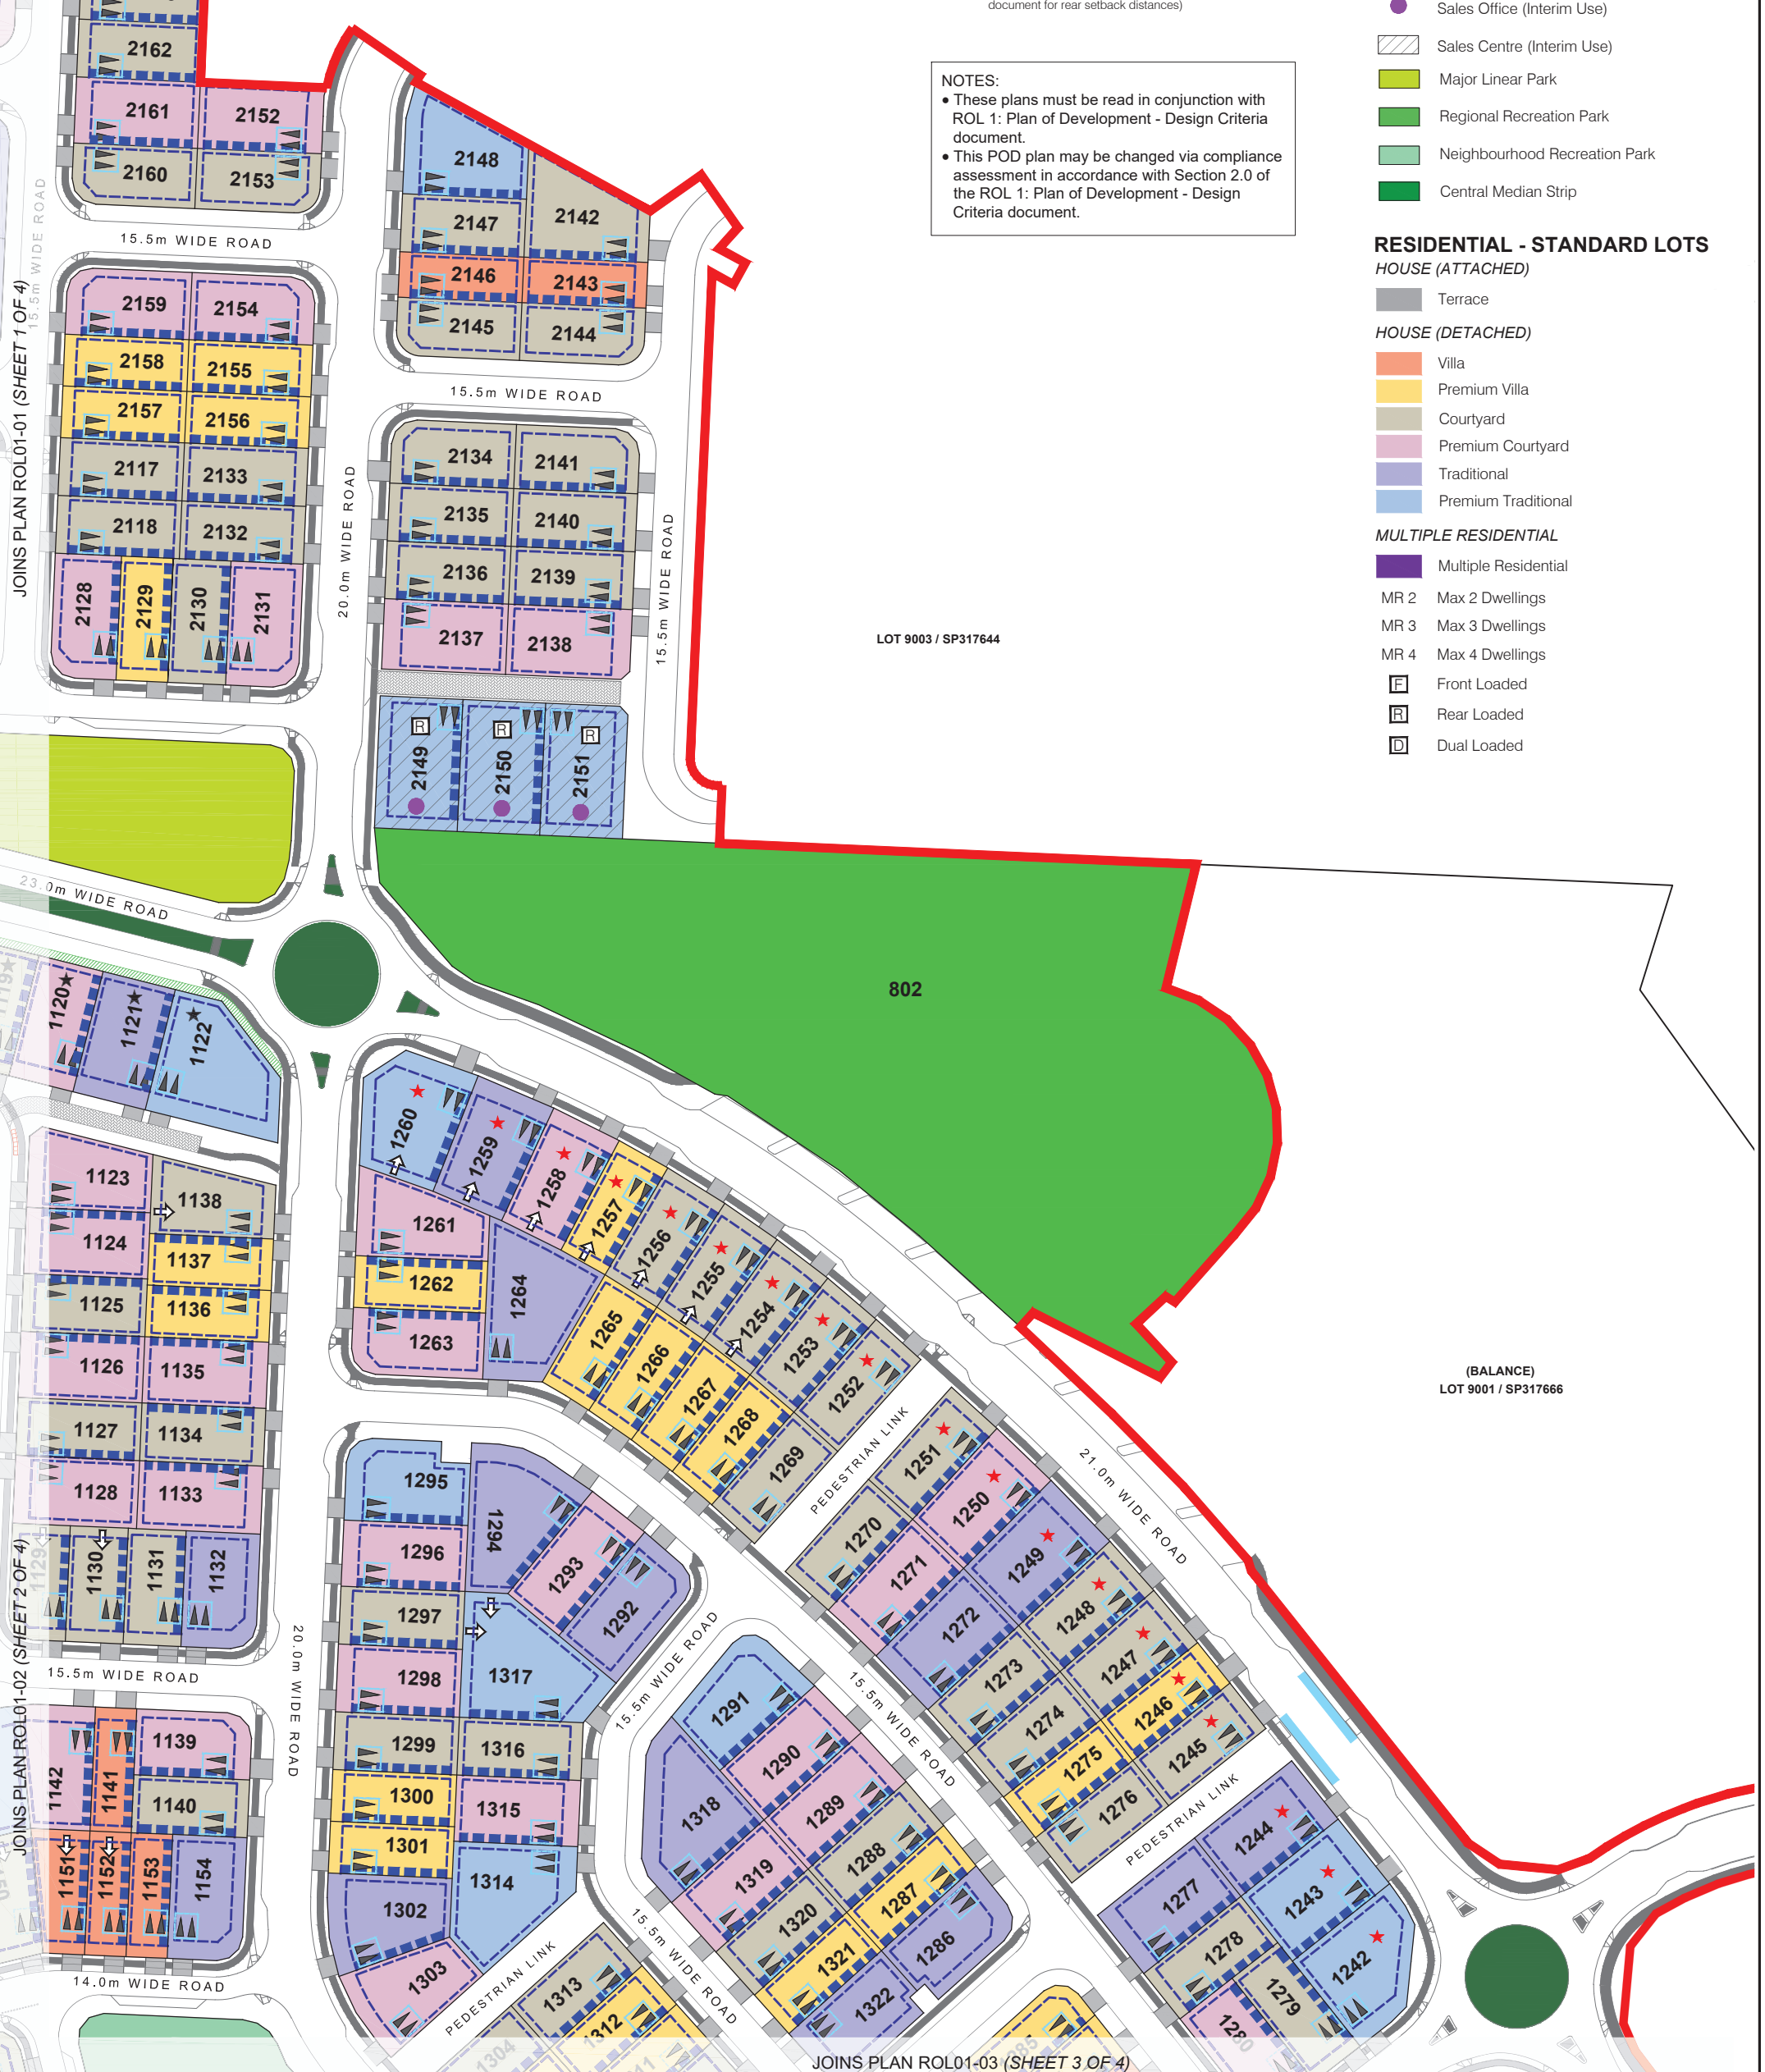 document for rear setback distances)
NOTES:
• These plans must be read in conjunction with
ROL 1: Plan of Development - Design Criteria
document.
• This POD plan may be changed via compliance
assessment in accordance with Section 2.0 of
the ROL 1: Plan of Development - Design
Criteria document.
Sales Office (Interim Use)
Sales Centre (Interim Use)
Major Linear Park
Regional Recreation Park
Neighbourhood Recreation Park
Central Median Strip
RESIDENTIAL - STANDARD LOTS
HOUSE (ATTACHED)
Terrace
HOUSE (DETACHED)
Villa
Premium Villa
Courtyard
Premium Courtyard
Traditional
Premium Traditional
MULTIPLE RESIDENTIAL
Multiple Residential
MR 2 Max 2 Dwellings
MR 3 Max 3 Dwellings
MR 4 Max 4 Dwellings
F Front Loaded
R Rear Loaded
D Dual Loaded
JOINS PLAN ROL01-01 (SHEET 1 OF 4)
15.5m WIDE ROAD
2162
2161
2152
2160
2153
15.5m WIDE ROAD
2148
2147
2142
2146
2143
2145
2144
15.5m WIDE ROAD
2159
2154
2158
2155
2157
2156
2117
2133
2118
2132
2128
2129
2130
2131
20.0m WIDE ROAD
2134
2141
2135
2140
2136
2139
2137
2138
15.5m WIDE ROAD
R
R
R
2149
2150
2151
LOT 9003 / SP317644
23.0m WIDE ROAD
802
(BALANCE)
LOT 9001 / SP317666
1119
1120
1121
1122
1123
1138
1124
1137
1125
1136
1126
1135
1127
1134
1128
1133
1129
1130
1131
1132
15.5m WIDE ROAD
JOINS PLAN ROL01-02 (SHEET 2 OF 4)
20.0m WIDE ROAD
1142
1141
1139
1140
1151
1152
1153
1154
14.0m WIDE ROAD
1260
1259
1258
1257
1256
1255
1254
1253
1252
1261
1262
1263
1264
1265
1266
1267
1268
1269
PEDESTRIAN LINK
21.0m WIDE ROAD
1251
1250
1249
1248
1247
1246
1245
1270
1271
1272
1273
1274
1275
1276
PEDESTRIAN LINK
15.5m WIDE ROAD
1295
1294
1296
1293
1297
1292
1298
1317
1299
1316
1300
1315
1301
1314
1302
1303
15.5m WIDE ROAD
1291
1290
1289
1288
1287
1286
1318
1319
1320
1321
1322
15.5m WIDE ROAD
PEDESTRIAN LINK
1313
1312
1304
1244
1243
1242
1277
1278
1279
1280
1285
JOINS PLAN ROL01-03 (SHEET 3 OF 4)